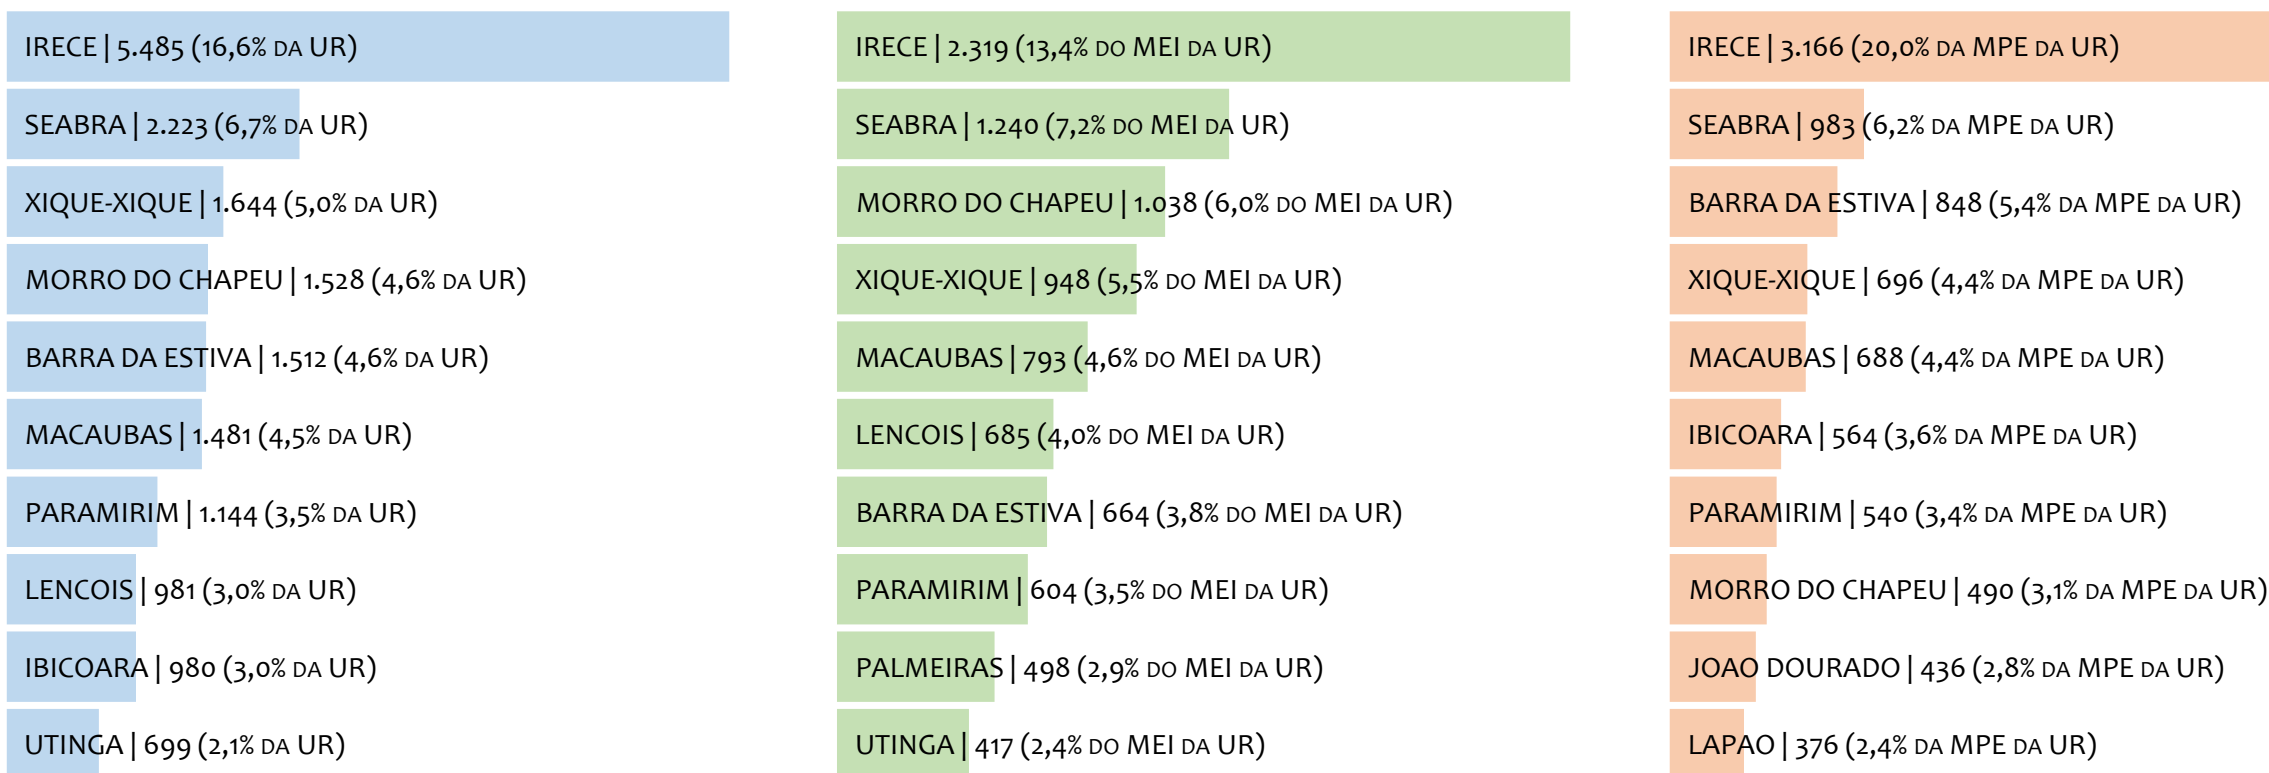 IRECE | 5.485 (16,6% DA UR)
SEABRA | 2.223 (6,7% DA UR)
XIQUE-XIQUE | 1.644 (5,0% DA UR)
MORRO DO CHAPEU | 1.528 (4,6% DA UR)
BARRA DA ESTIVA | 1.512 (4,6% DA UR)
MACAUBAS | 1.481 (4,5% DA UR)
PARAMIRIM | 1.144 (3,5% DA UR)
LENCOIS | 981 (3,0% DA UR)
IBICOARA | 980 (3,0% DA UR)
UTINGA | 699 (2,1% DA UR)
IRECE | 2.319 (13,4% DO MEI DA UR)
SEABRA | 1.240 (7,2% DO MEI DA UR)
MORRO DO CHAPEU | 1.038 (6,0% DO MEI DA UR)
XIQUE-XIQUE | 948 (5,5% DO MEI DA UR)
MACAUBAS | 793 (4,6% DO MEI DA UR)
LENCOIS | 685 (4,0% DO MEI DA UR)
BARRA DA ESTIVA | 664 (3,8% DO MEI DA UR)
PARAMIRIM | 604 (3,5% DO MEI DA UR)
PALMEIRAS | 498 (2,9% DO MEI DA UR)
UTINGA | 417 (2,4% DO MEI DA UR)
IRECE | 3.166 (20,0% DA MPE DA UR)
SEABRA | 983 (6,2% DA MPE DA UR)
BARRA DA ESTIVA | 848 (5,4% DA MPE DA UR)
XIQUE-XIQUE | 696 (4,4% DA MPE DA UR)
MACAUBAS | 688 (4,4% DA MPE DA UR)
IBICOARA | 564 (3,6% DA MPE DA UR)
PARAMIRIM | 540 (3,4% DA MPE DA UR)
MORRO DO CHAPEU | 490 (3,1% DA MPE DA UR)
JOAO DOURADO | 436 (2,8% DA MPE DA UR)
LAPAO | 376 (2,4% DA MPE DA UR)